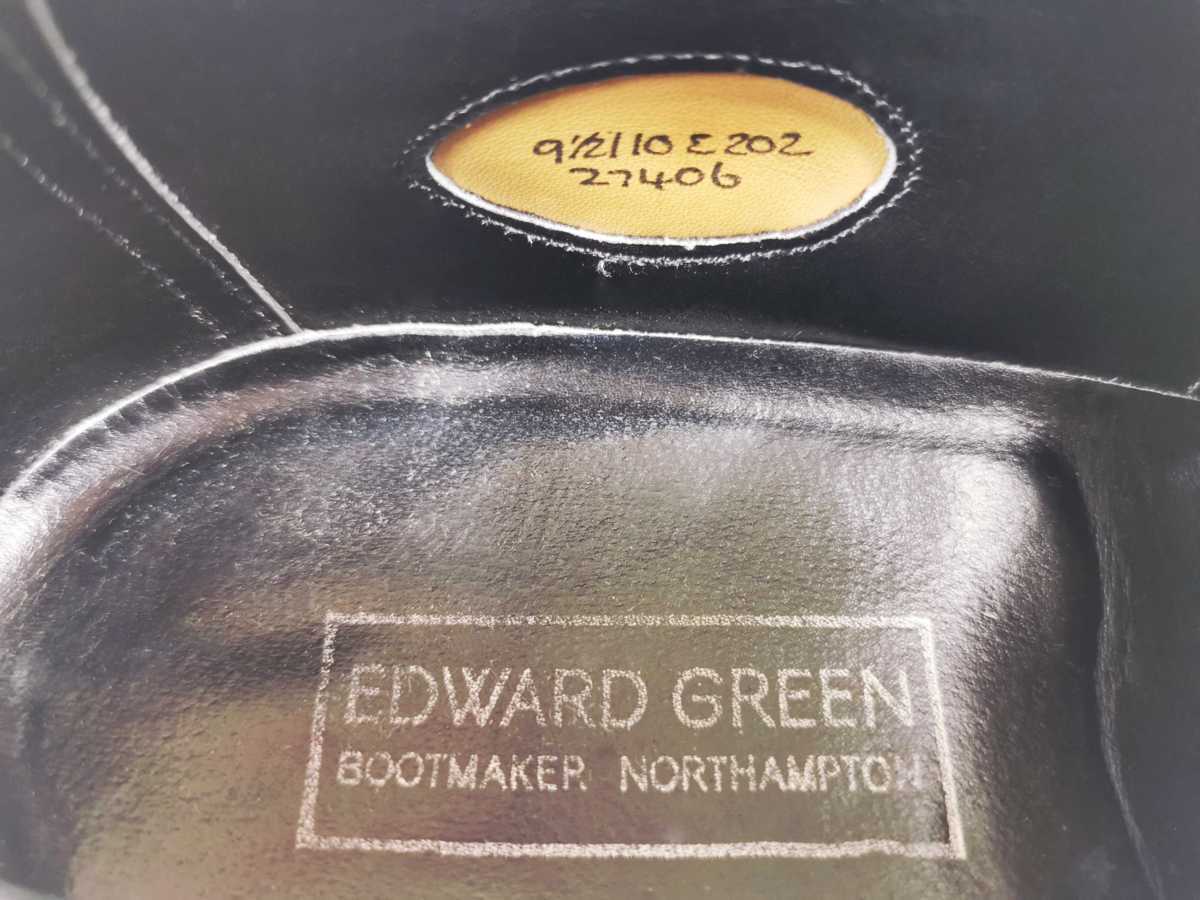 9½/10 E 202
27406
EDWARD GREEN
BOOTMAKER NORTHAMPTON